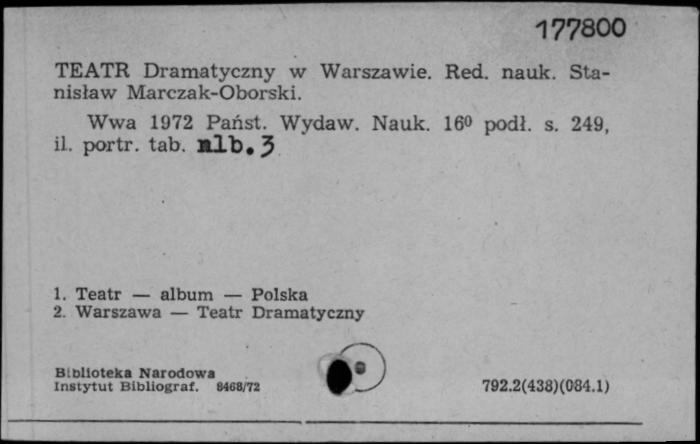 177800
TEATR Dramatyczny w Warszawie. Red. nauk. Sta-
nisław Marczak-Oborski.
Wwa 1972 Państ. Wydaw. Nauk. 16⁰ podł. s. 249,
il. portr. tab. nlb. 3
1. Teatr — album — Polska
2. Warszawa — Teatr Dramatyczny
Biblioteka Narodowa
Instytut Bibliograf. 8468/72
792.2(438)(084.1)